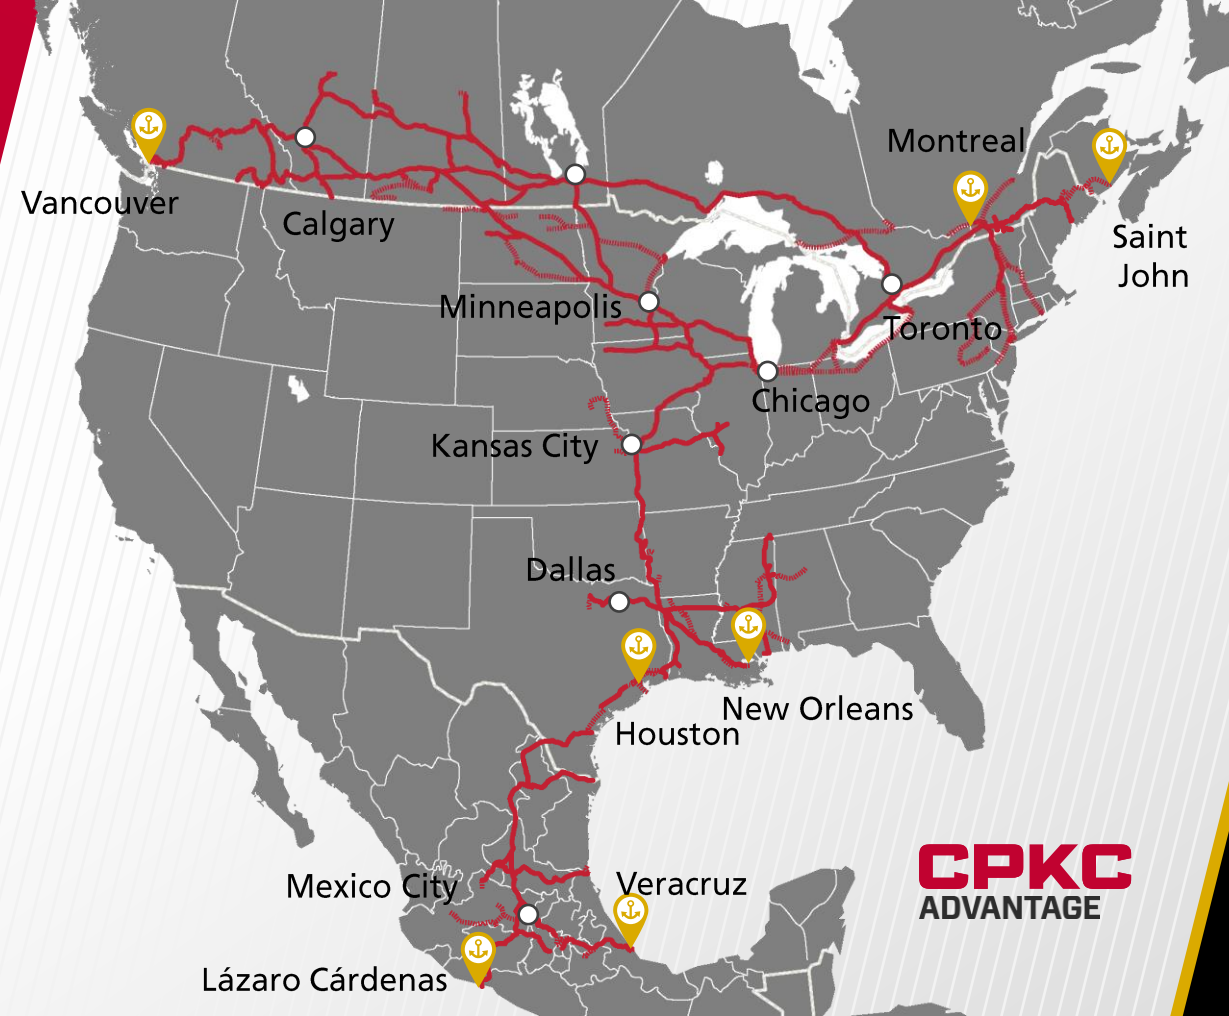 Montreal
Vancouver
Calgary
Saint
John
Minneapolis
Toronto
Chicago
Kansas City
Dallas
New Orleans
Houston
Mexico City
Veracruz
Lázaro Cárdenas
CPKC
ADVANTAGE